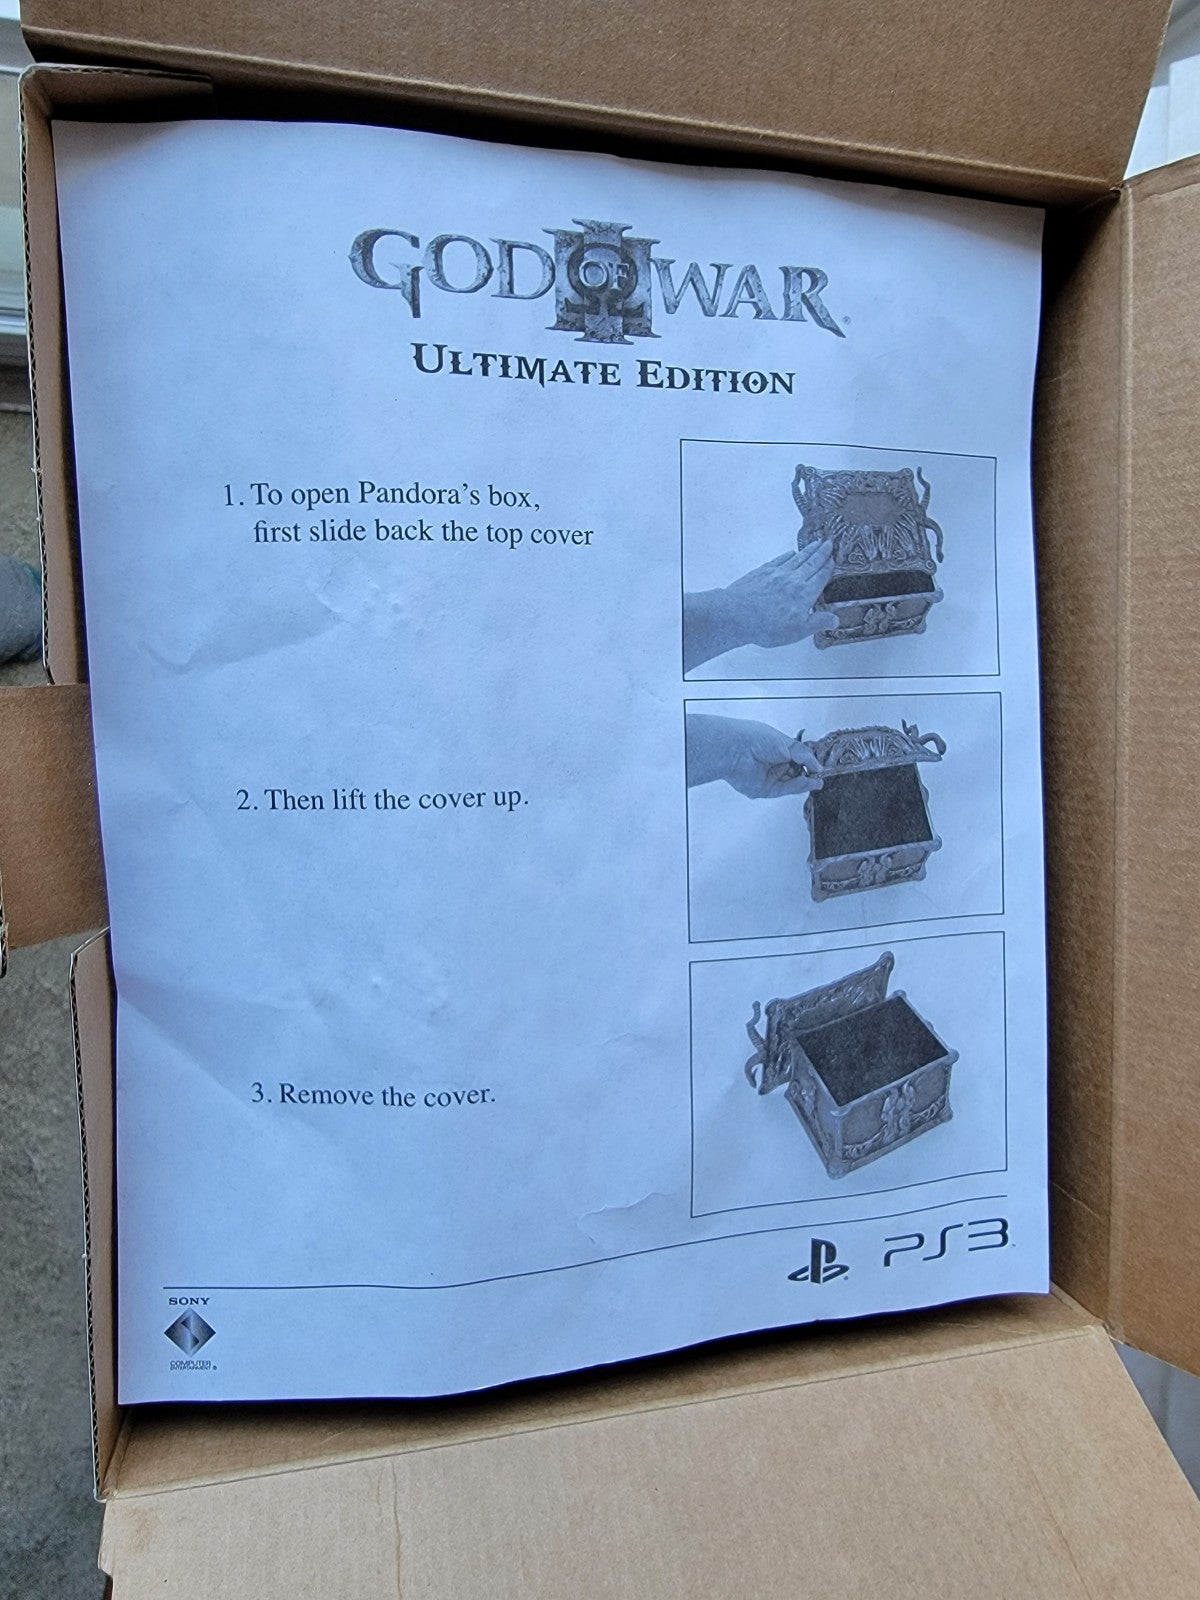 GOD OF WAR®
III
ULTIMATE EDITION
1. To open Pandora's box,
first slide back the top cover
2. Then lift the cover up.
3. Remove the cover.
PS3
SONY
COMPUTER
ENTERTAINMENT®